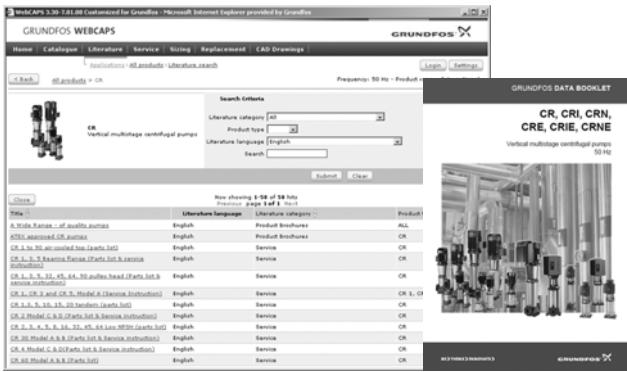 WebCAPS 3.30-7.01.00 Customized for Grundfos - Microsoft Internet Explorer provided by Grundfos
GRUNDFOS WEBCAPS
GRUNDFOS
Home Catalogue Literature Service Sizing Replacement CAD Drawings
Applications · All products · Literature search
Login Settings
< Back All products > CR
Frequency: 50 Hz - Product
Search Criteria
Literature category All
CR
Vertical multistage centrifugal pumps
Product type
Literature language English
Search
Submit Clear
Close
Now showing 1-58 of 58 hits
Previous page 1 of 1 Next
Title Literature language Literature category Product
A Wide Range - of quality pumps English Product brochures ALL
ATEX approved CR pumps English Product brochures CR
CR 1 to 90 air-cooled top (parts list) English Service CR
CR 1, 3, 5 Bearing flange (Parts list & service instruction) English Service CR
CR 1, 3, 5, 32, 45, 64, 90 pulley head (Parts list & service instruction) English Service CR
CR 1, CR 3 and CR 5, Model A (Service Instruction) English Service CR 1, CR
CR 1, 3, 5, 10, 15, 20 tandem (parts list) English Service CR
CR 2 Model C & D (Parts list & Service instruction) English Service CR
CR 2, 3, 4, 5, 8, 16, 32, 45, 64 Low NPSH (parts list) English Service CR
CR 30 Model A & B (Parts list & Service instruction) English Service CR
CR 4 Model C & D(Parts list & Service instruction) English Service CR
CR 60 Model A & B (Parts list) English Service CR
GRUNDFOS DATA BOOKLET
CR, CRI, CRN,
CRE, CRIE, CRNE
Vertical multistage centrifugal pumps
50 Hz
GRUNDFOS